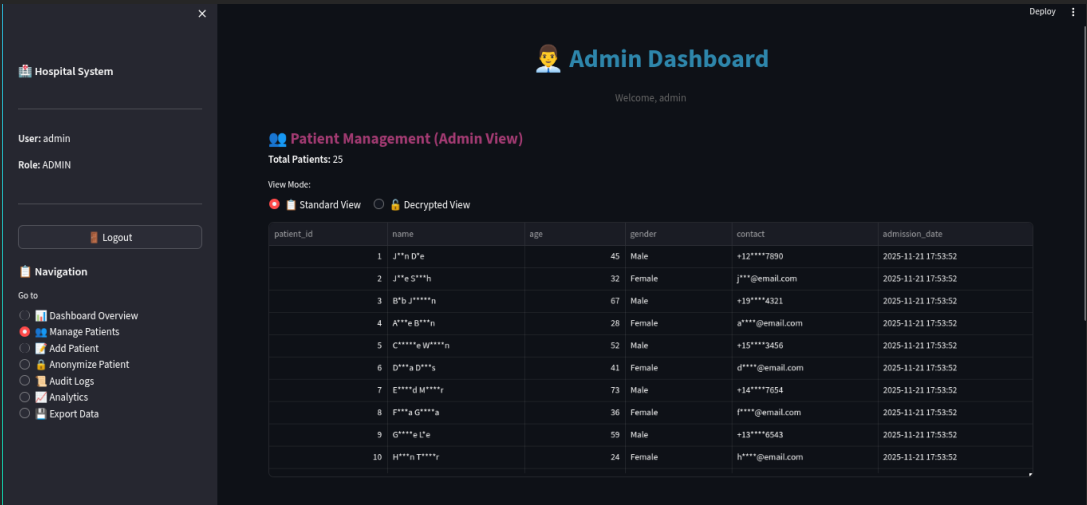 Deploy
🏥 Hospital System
User: admin
Role: ADMIN
🚪 Logout
📋 Navigation
Go to
📊 Dashboard Overview
👥 Manage Patients
📝 Add Patient
🔒 Anonymize Patient
📜 Audit Logs
📈 Analytics
💾 Export Data
👨‍💼 Admin Dashboard
Welcome, admin
👥 Patient Management (Admin View)
Total Patients: 25
View Mode:
📋 Standard View 🔓 Decrypted View
patient_id name age gender contact admission_date
1 J**n D*e 45 Male +12****7890 2025-11-21 17:53:52
2 J**e S***h 32 Female j***@email.com 2025-11-21 17:53:52
3 B*b J*****n 67 Male +19****4321 2025-11-21 17:53:52
4 A***e B***n 28 Female a****@email.com 2025-11-21 17:53:52
5 C*****e W****n 52 Male +15****3456 2025-11-21 17:53:52
6 D***a D***s 41 Female d****@email.com 2025-11-21 17:53:52
7 E****d M****r 73 Male +14****7654 2025-11-21 17:53:52
8 F***a G****a 36 Female f****@email.com 2025-11-21 17:53:52
9 G****e L*e 59 Male +13****6543 2025-11-21 17:53:52
10 H***n T****r 24 Female h****@email.com 2025-11-21 17:53:52